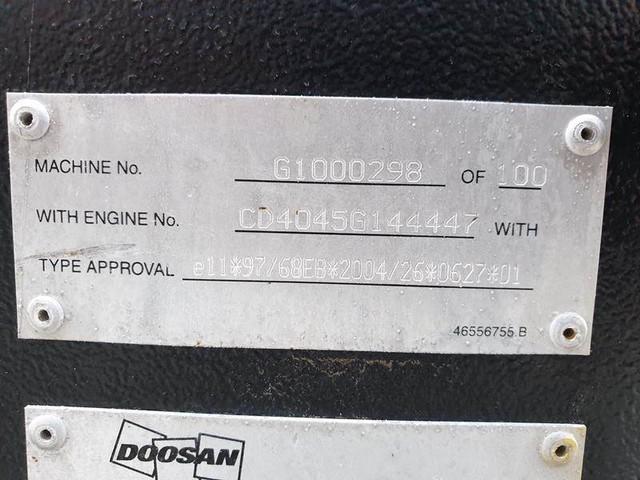 MACHINE No. G1000298 OF 100
WITH ENGINE No. CD4045G144447 WITH
TYPE APPROVAL e11*97/68EB*2004/26*0627*01
46556755 B
DOOSAN